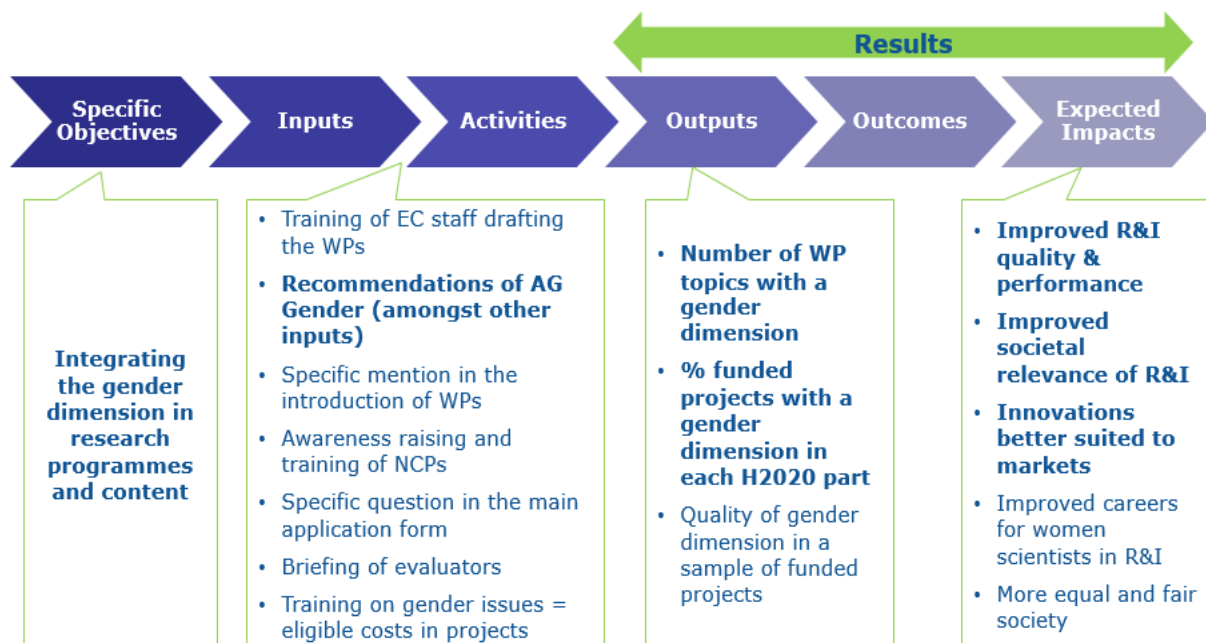 Results
Specific
Objectives
Inputs
Activities
Outputs
Outcomes
Expected
Impacts
Integrating
the gender
dimension in
research
programmes
and content
• Training of EC staff drafting
the WPs
• Recommendations of AG
Gender (amongst other
inputs)
• Specific mention in the
introduction of WPs
• Awareness raising and
training of NCPs
• Specific question in the main
application form
• Briefing of evaluators
• Training on gender issues =
eligible costs in projects
• Number of WP
topics with a
gender
dimension
• % funded
projects with a
gender
dimension in
each H2020 part
• Quality of gender
dimension in a
sample of funded
projects
• Improved R&I
quality &
performance
• Improved
societal
relevance of R&I
• Innovations
better suited to
markets
• Improved careers
for women
scientists in R&I
• More equal and fair
society